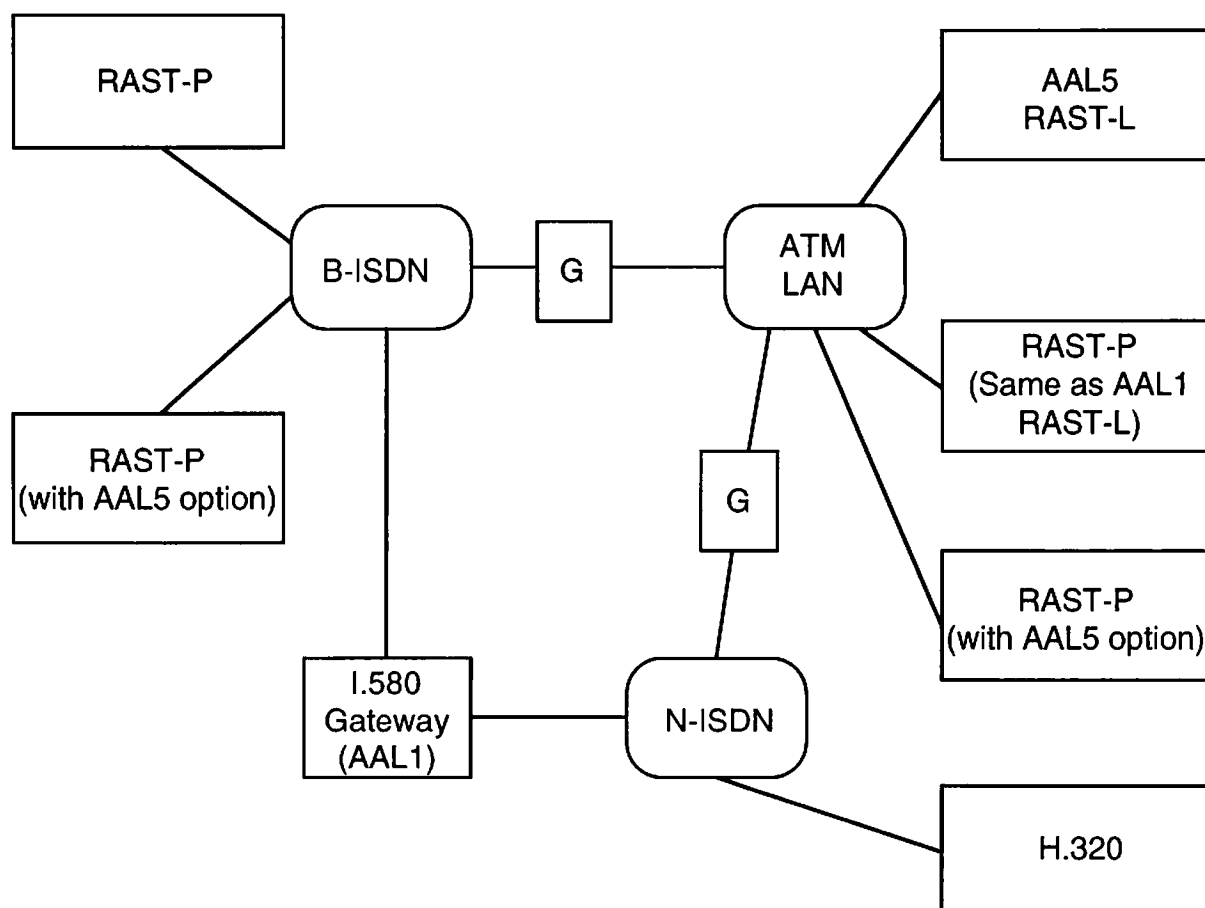 RAST-P
AAL5
RAST-L
B-ISDN
G
ATM
LAN
RAST-P
(Same as AAL1
RAST-L)
RAST-P
(with AAL5 option)
G
RAST-P
(with AAL5 option)
I.580
Gateway
(AAL1)
N-ISDN
H.320